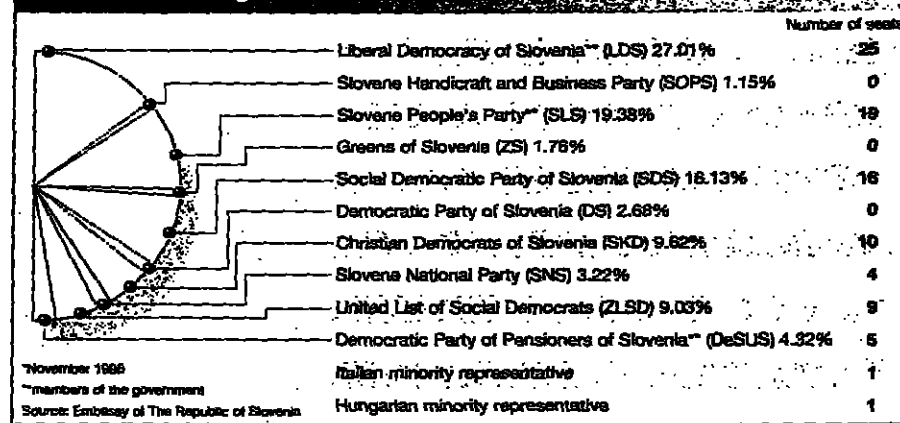 Number of seats
Liberal Democracy of Slovenia** (LDS) 27.01% 25
Slovene Handicraft and Business Party (SOPS) 1.15% 0
Slovene People's Party** (SLS) 19.38% 19
Greens of Slovenia (ZS) 1.76% 0
Social Democratic Party of Slovenia (SDS) 16.13% 16
Democratic Party of Slovenia (DS) 2.68% 0
Christian Democrats of Slovenia (SKD) 9.62% 10
Slovene National Party (SNS) 3.22% 4
United List of Social Democrats (ZLSD) 9.03% 9
Democratic Party of Pensioners of Slovenia** (DeSUS) 4.32% 5
Italian minority representative 1
Hungarian minority representative 1
*November 1996
**members of the government
Source: Embassy of The Republic of Slovenia